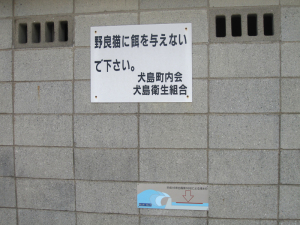 野良猫に餌を与えない
で下さい。
犬島町内会
犬島衛生組合